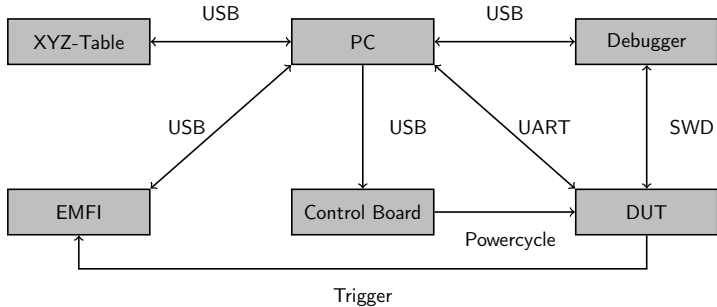 USB
USB
XYZ-Table
PC
Debugger
USB
USB
UART
SWD
EMFI
Control Board
DUT
Powercycle
Trigger